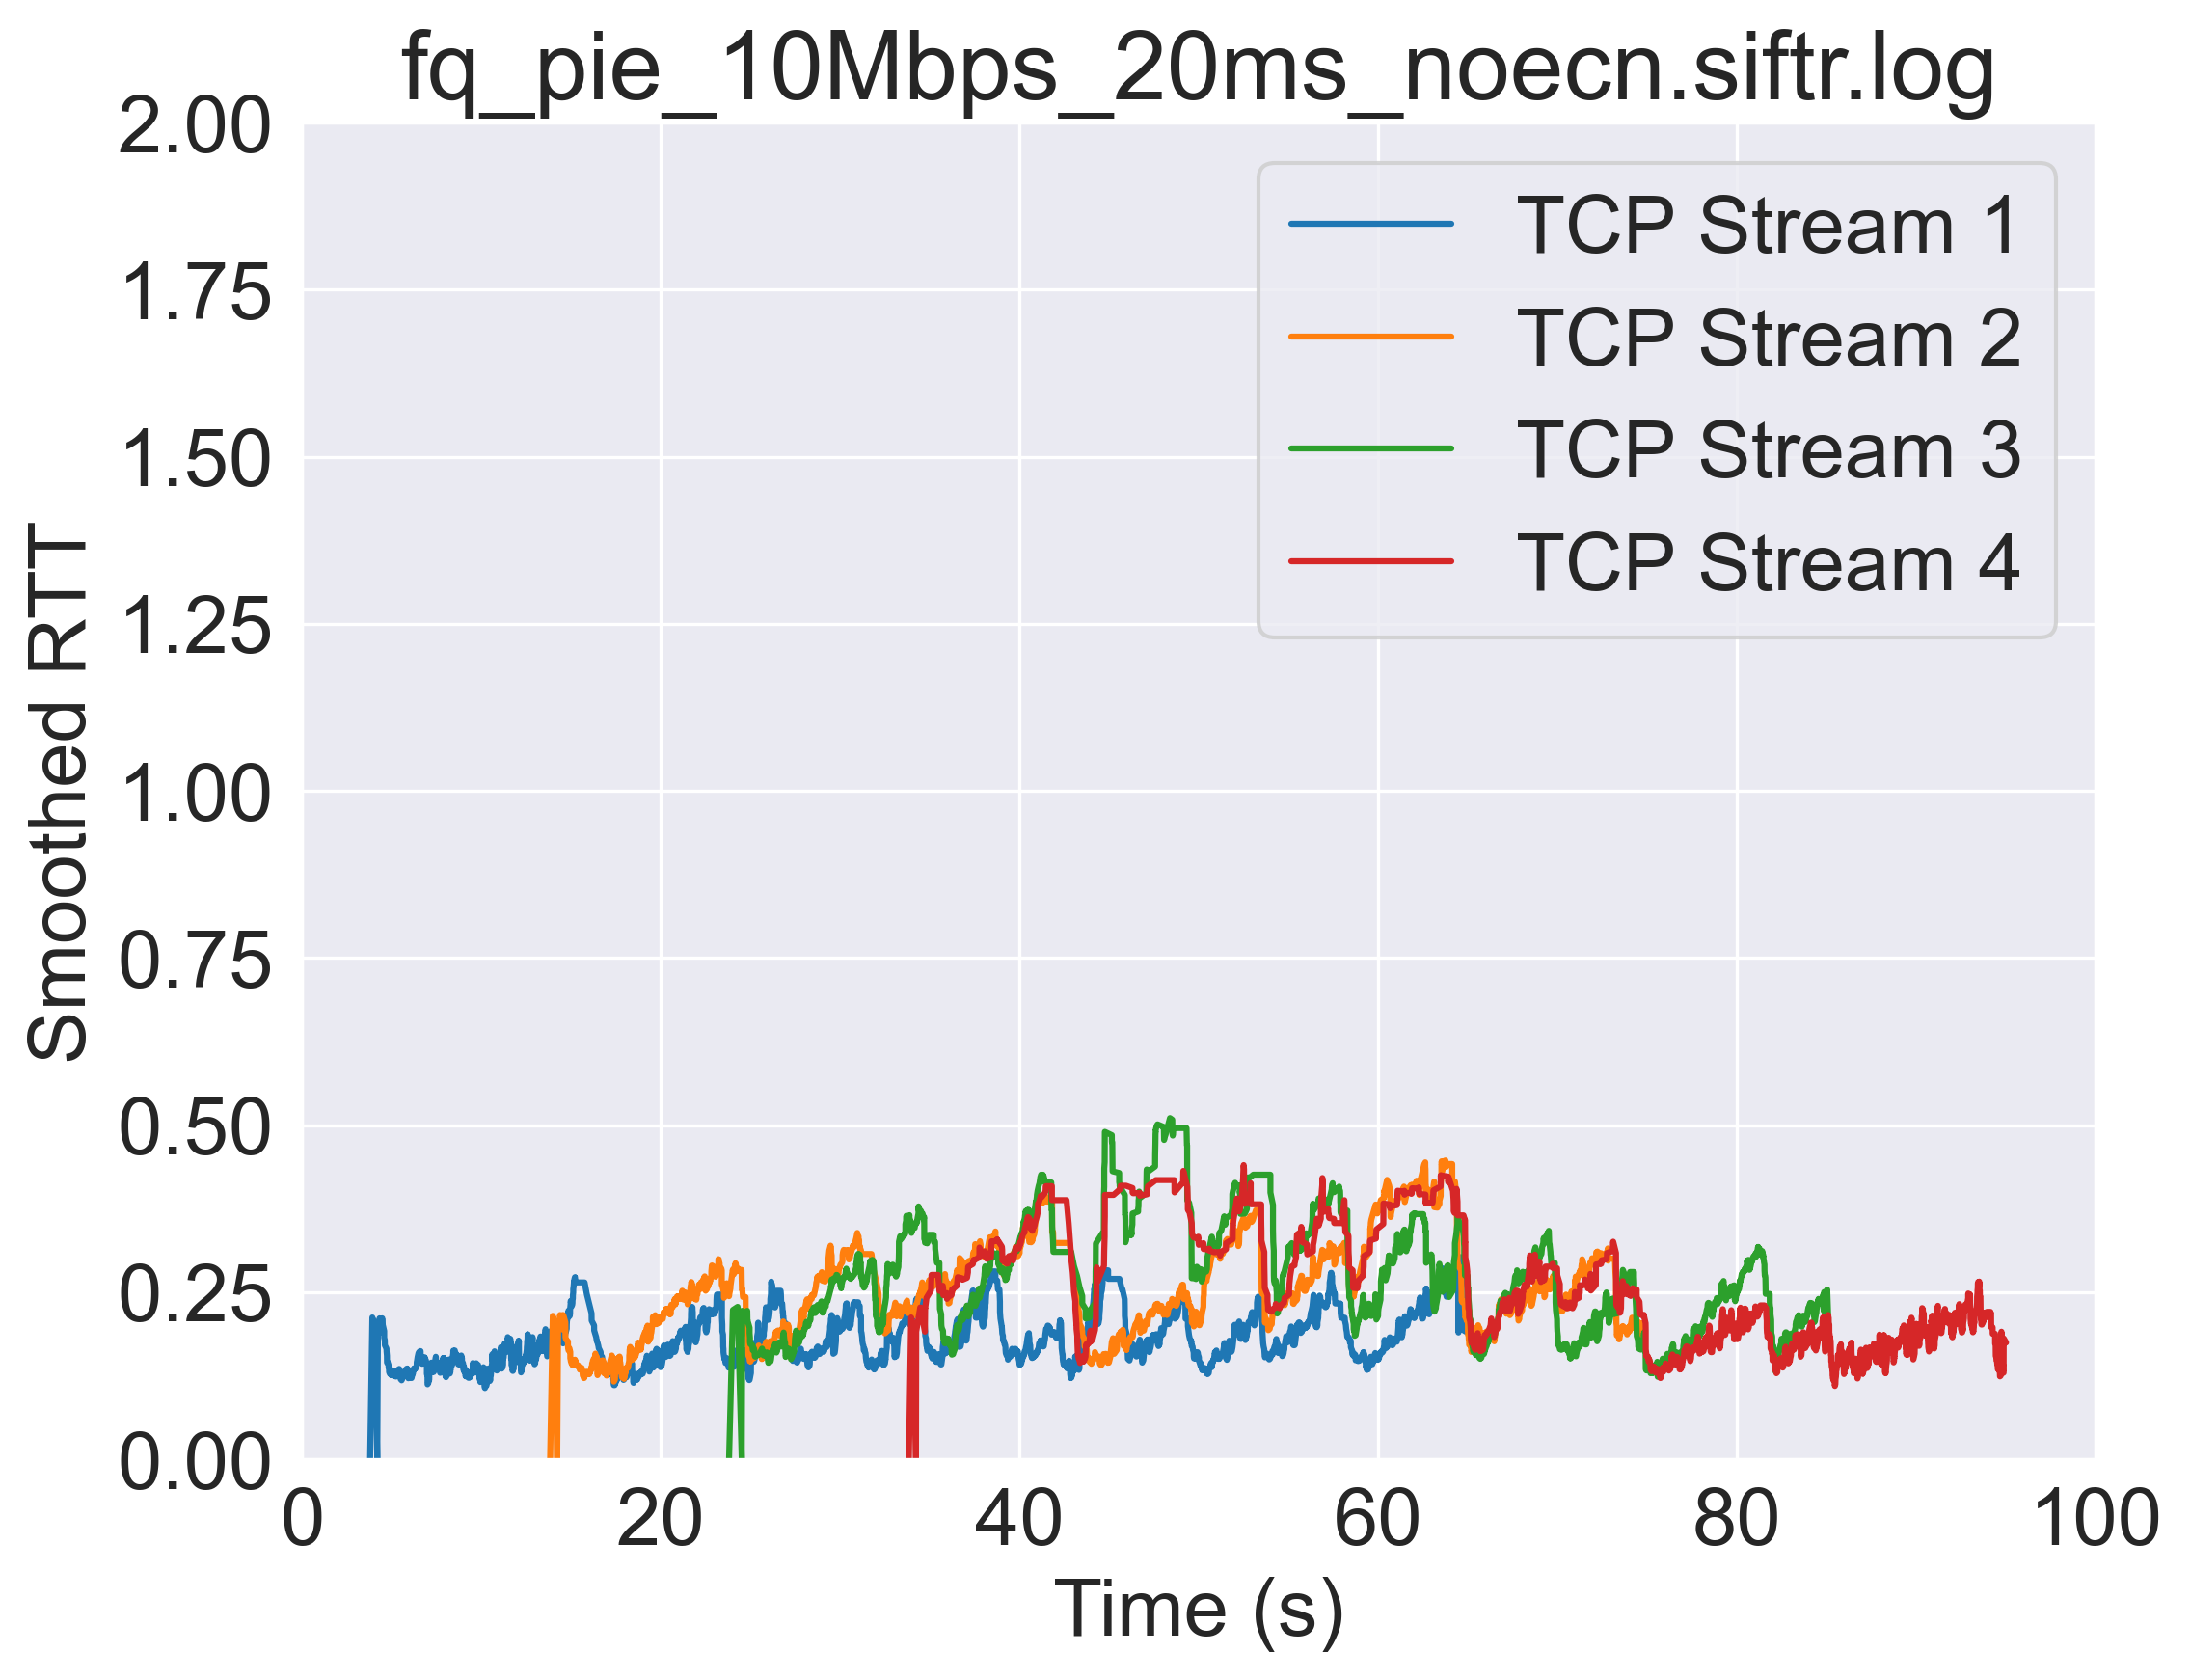 fq_pie_10Mbps_20ms_noecn.siftr.log
2.00
1.75
1.50
1.25
1.00
0.75
0.50
0.25
0.00
Smoothed RTT
TCP Stream 1
TCP Stream 2
TCP Stream 3
TCP Stream 4
0 20 40 60 80 100
Time (s)